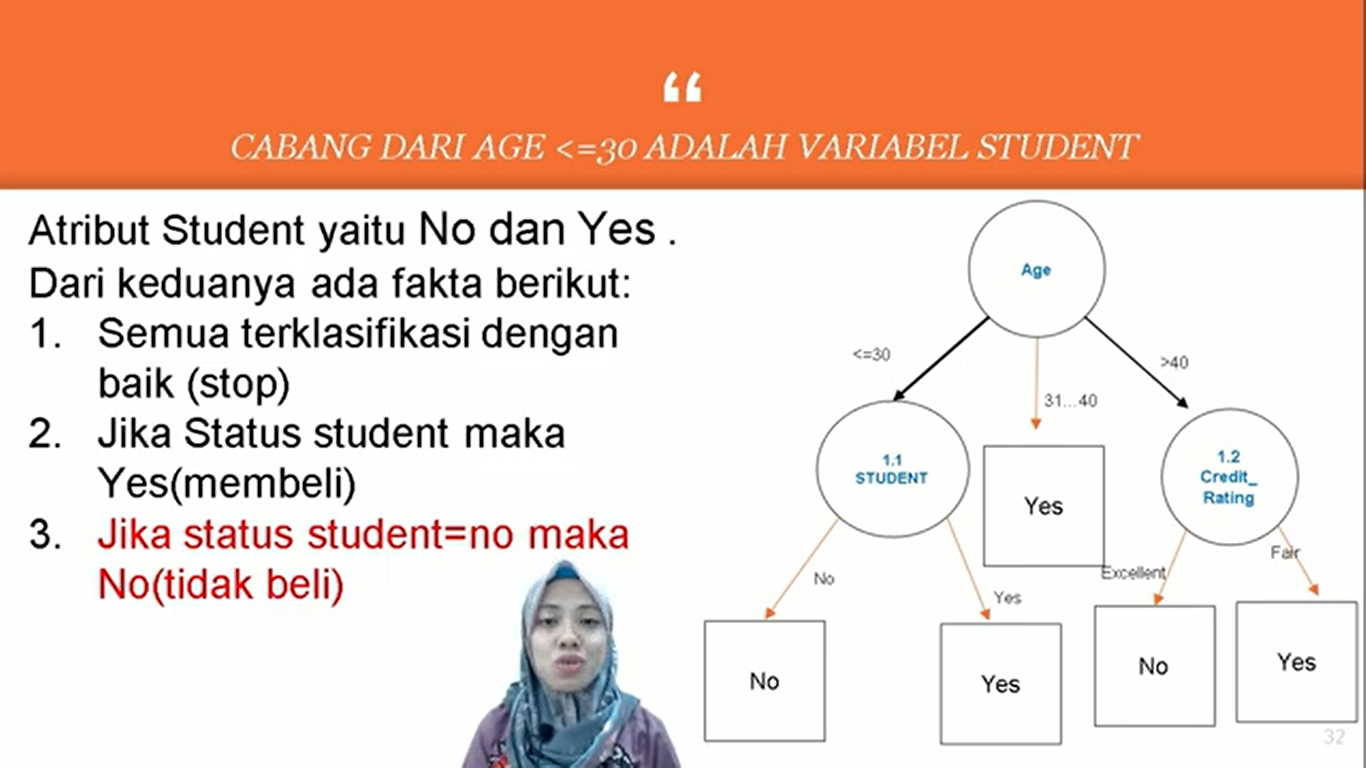 “
CABANG DARI AGE <=30 ADALAH VARIABEL STUDENT
Atribut Student yaitu No dan Yes .
Dari keduanya ada fakta berikut:
1. Semua terklasifikasi dengan
baik (stop)
2. Jika Status student maka
Yes(membeli)
3. Jika status student=no maka
No(tidak beli)
Age
<=30
31...40
>40
1.1
STUDENT
Yes
1.2
Credit_
Rating
No
Yes
Excellent
Fair
No
Yes
No
Yes
32